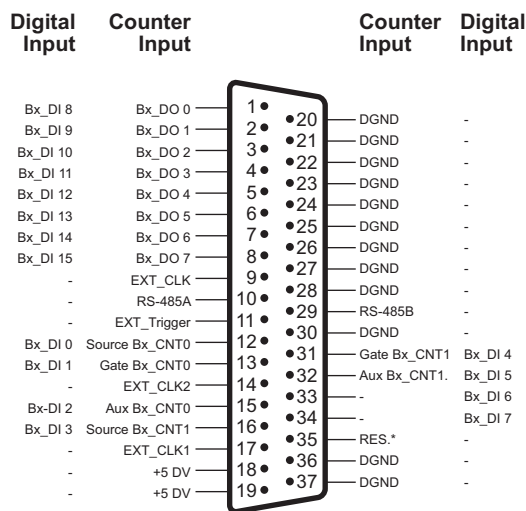 Digital Input Counter Input Counter Input Digital Input
Bx_DI 8 Bx_DO 0 1 20 DGND -
Bx_DI 9 Bx_DO 1 2 21 DGND -
Bx_DI 10 Bx_DO 2 3 22 DGND -
Bx_DI 11 Bx_DO 3 4 23 DGND -
Bx_DI 12 Bx_DO 4 5 24 DGND -
Bx_DI 13 Bx_DO 5 6 25 DGND -
Bx_DI 14 Bx_DO 6 7 26 DGND -
Bx_DI 15 Bx_DO 7 8 27 DGND -
- EXT_CLK 9 28 DGND -
- RS-485A 10 29 RS-485B -
- EXT_Trigger 11 30 DGND -
Bx_DI 0 Source Bx_CNT0 12 31 Gate Bx_CNT1 Bx_DI 4
Bx_DI 1 Gate Bx_CNT0 13 32 Aux Bx_CNT1. Bx_DI 5
- EXT_CLK2 14 33 - Bx_DI 6
Bx-DI 2 Aux Bx_CNT0 15 34 - Bx_DI 7
Bx_DI 3 Source Bx_CNT1 16 35 RES.* -
- EXT_CLK1 17 36 DGND -
- +5 DV 18 37 DGND -
- +5 DV 19